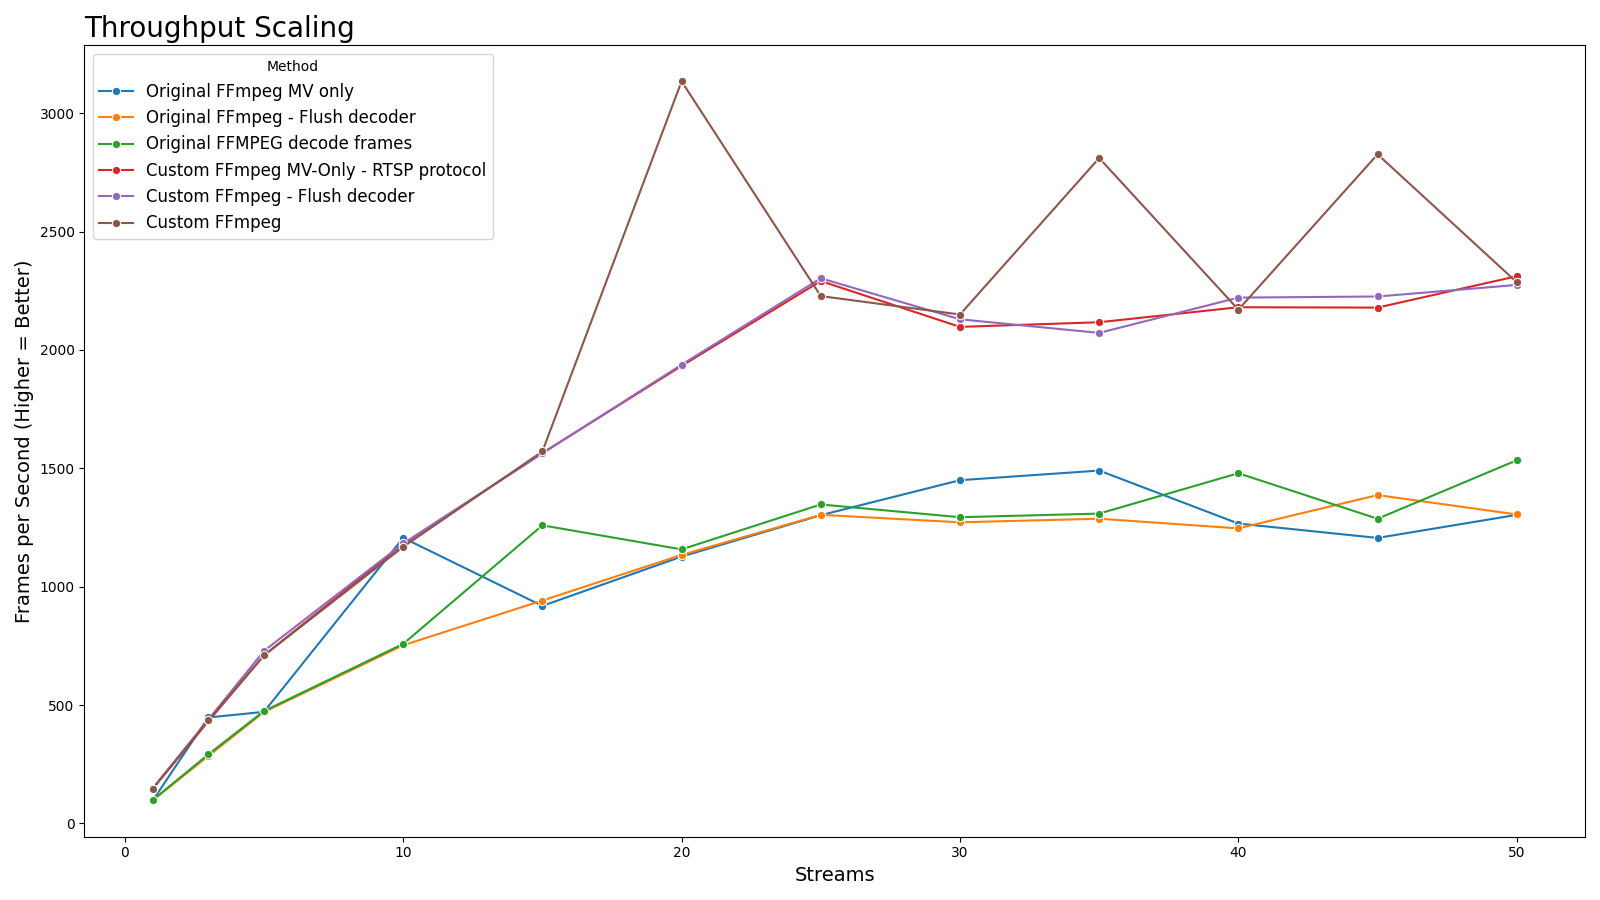 Throughput Scaling
Method
Original FFmpeg MV only
Original FFmpeg - Flush decoder
Original FFMPEG decode frames
Custom FFmpeg MV-Only - RTSP protocol
Custom FFmpeg - Flush decoder
Custom FFmpeg
Frames per Second (Higher = Better)
3000
2500
2000
1500
1000
500
0
0 10 20 30 40 50
Streams